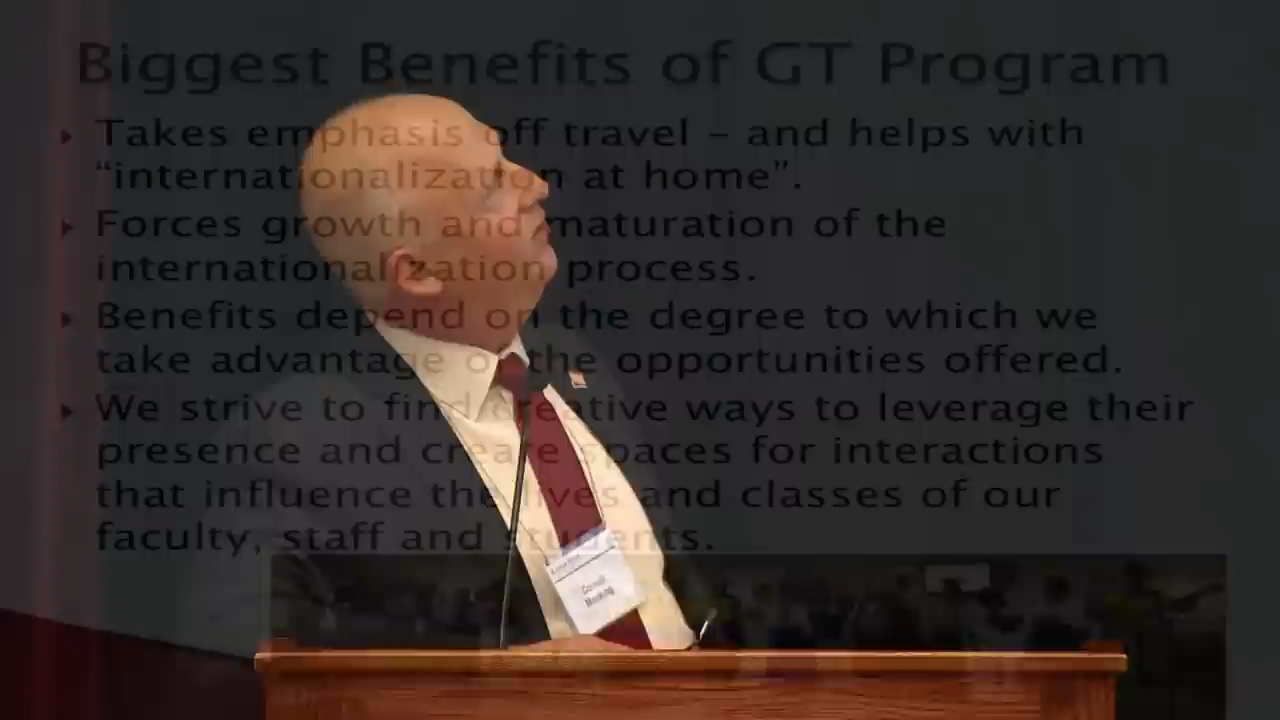 Biggest Benefits of GT Program
Takes emphasis off travel – and helps with
“internationalization at home”.
Forces growth and maturation of the
internationalization process.
Benefits depend on the degree to which we
take advantage of the opportunities offered.
We strive to find creative ways to leverage their
presence and create spaces for interactions
that influence the lives and classes of our
faculty, staff and students.